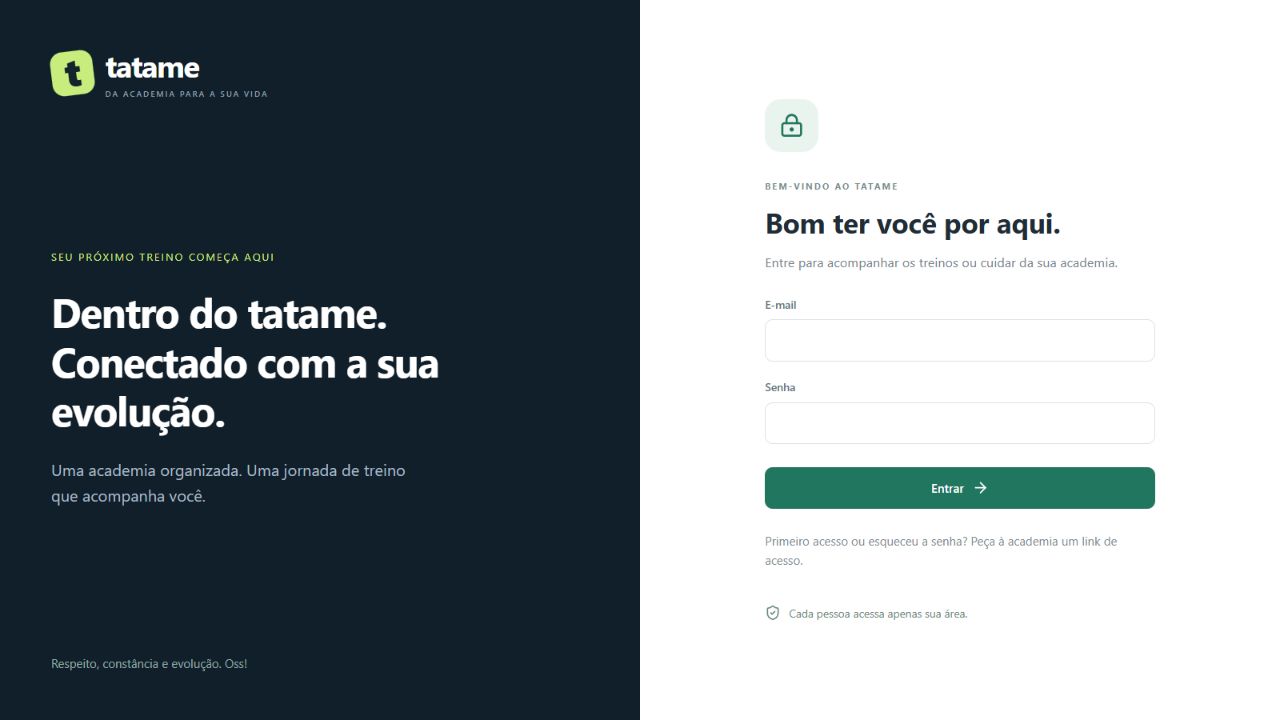 t
tatame
DA ACADEMIA PARA A SUA VIDA
SEU PRÓXIMO TREINO COMEÇA AQUI
Dentro do tatame.
Conectado com a sua
evolução.
Uma academia organizada. Uma jornada de treino
que acompanha você.
Respeito, constância e evolução. Oss!
BEM-VINDO AO TATAME
Bom ter você por aqui.
Entre para acompanhar os treinos ou cuidar da sua academia.
E-mail
Senha
Entrar
Primeiro acesso ou esqueceu a senha? Peça à academia um link de
acesso.
Cada pessoa acessa apenas sua área.